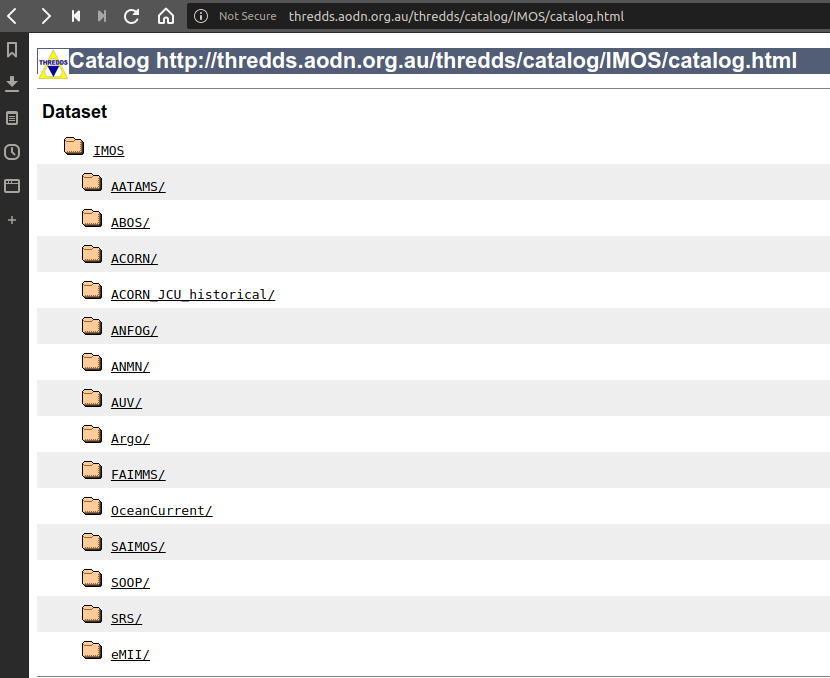 Not Secure thredds.aodn.org.au/thredds/catalog/IMOS/catalog.html
THREDDS Catalog http://thredds.aodn.org.au/thredds/catalog/IMOS/catalog.html
Dataset
IMOS
AATAMS/
ABOS/
ACORN/
ACORN_JCU_historical/
ANFOG/
ANMN/
AUV/
Argo/
FAIMMS/
OceanCurrent/
SAIMOS/
SOOP/
SRS/
eMII/